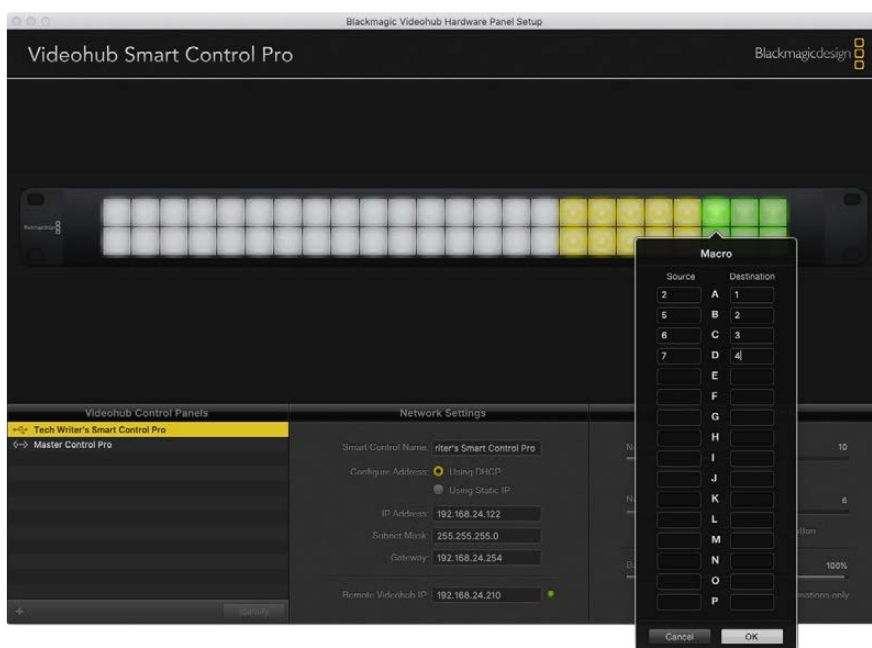 Blackmagic Videohub Hardware Panel Setup
Videohub Smart Control Pro
Blackmagicdesign
Macro
Source Destination
2 A 1
5 B 2
6 C 3
7 D 4
E
F
G
H
I
J
K
L
M
N
O
P
Cancel OK
Videohub Control Panels
Tech Writer's Smart Control Pro
Master Control Pro
Identify
Network Settings
Smart Control Name: riter's Smart Control Pro
Configure Address: Using DHCP
Using Static IP
IP Address: 192.168.24.122
Subnet Mask: 255.255.255.0
Gateway: 192.168.24.254
Remote Videohub IP: 192.168.24.210
10
6
100%